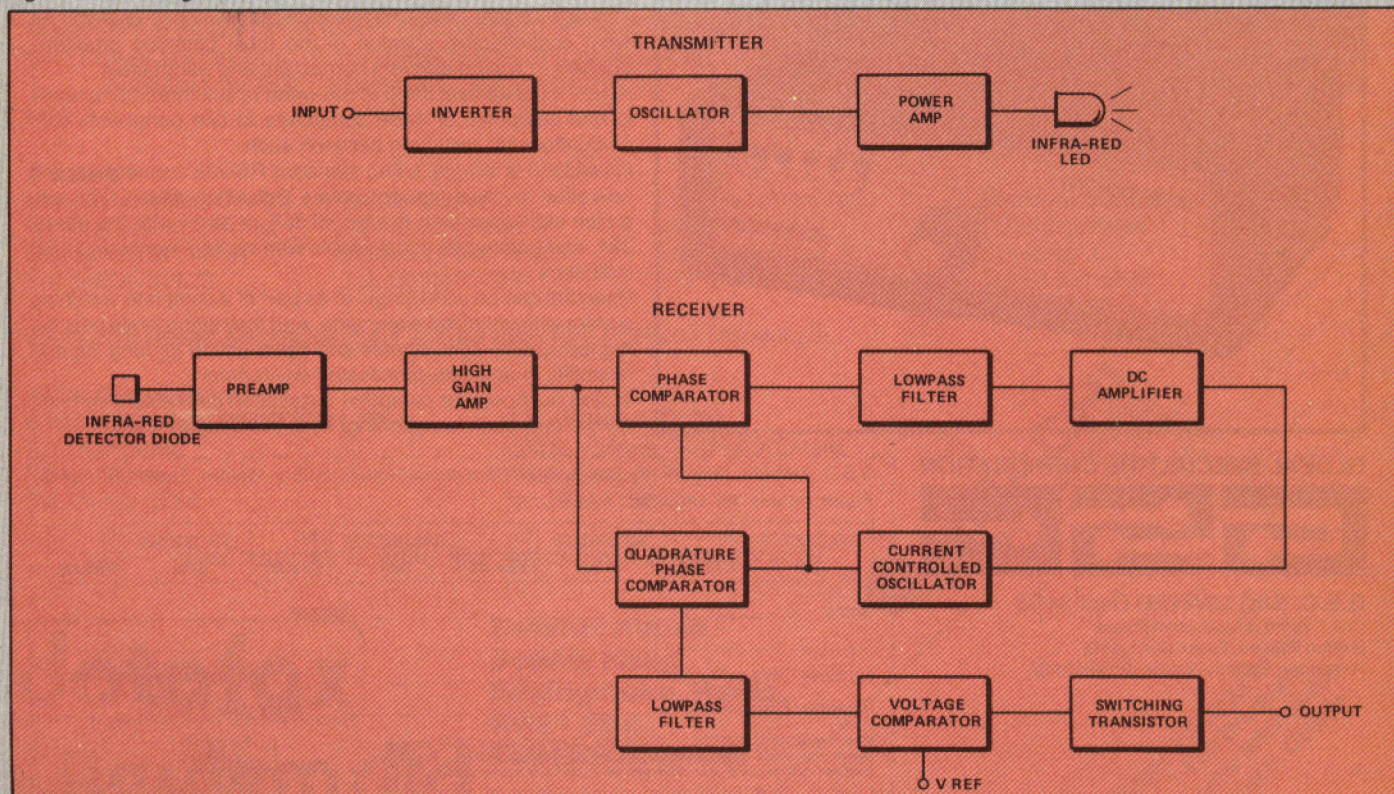 TRANSMITTER
INPUT
INVERTER
OSCILLATOR
POWER
AMP
INFRA-RED
LED
RECEIVER
INFRA-RED
DETECTOR DIODE
PREAMP
HIGH
GAIN
AMP
PHASE
COMPARATOR
LOWPASS
FILTER
DC
AMPLIFIER
QUADRATURE
PHASE
COMPARATOR
CURRENT
CONTROLLED
OSCILLATOR
LOWPASS
FILTER
VOLTAGE
COMPARATOR
SWITCHING
TRANSISTOR
OUTPUT
V REF